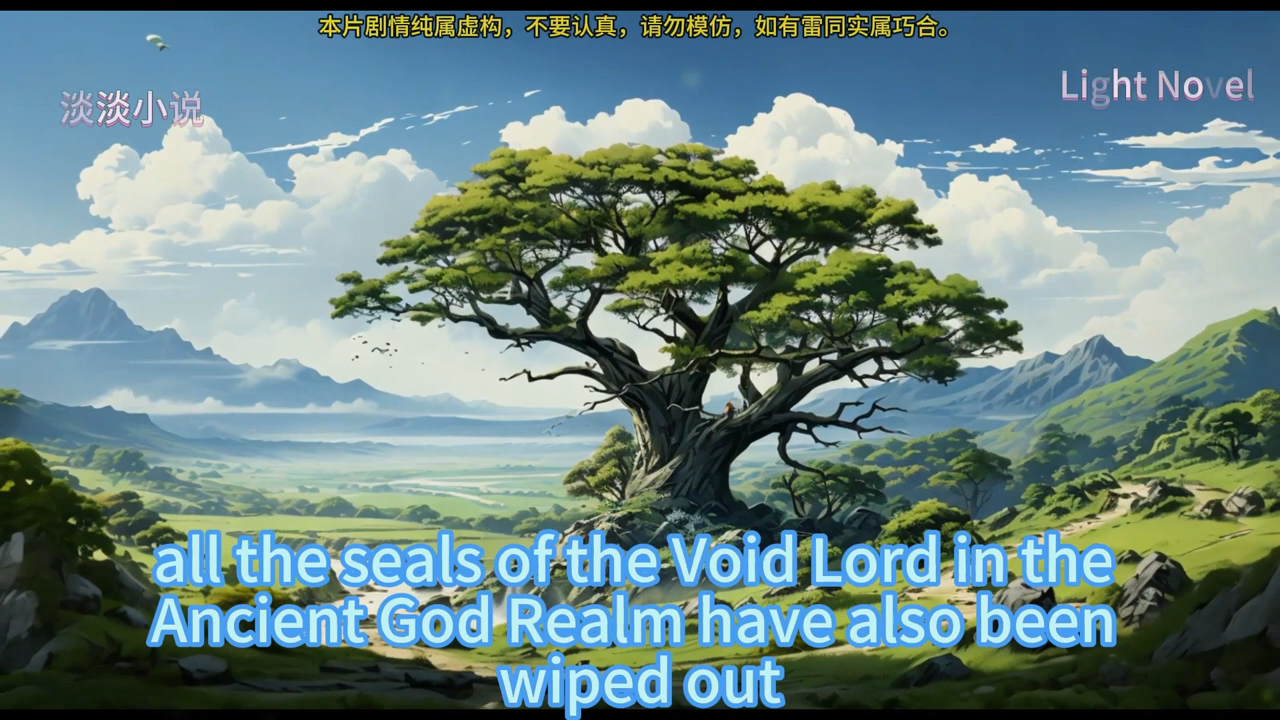 本片剧情纯属虚构，不要认真，请勿模仿，如有雷同实属巧合。
淡淡小说
Light Novel
all the seals of the Void Lord in the
Ancient God Realm have also been
wiped out